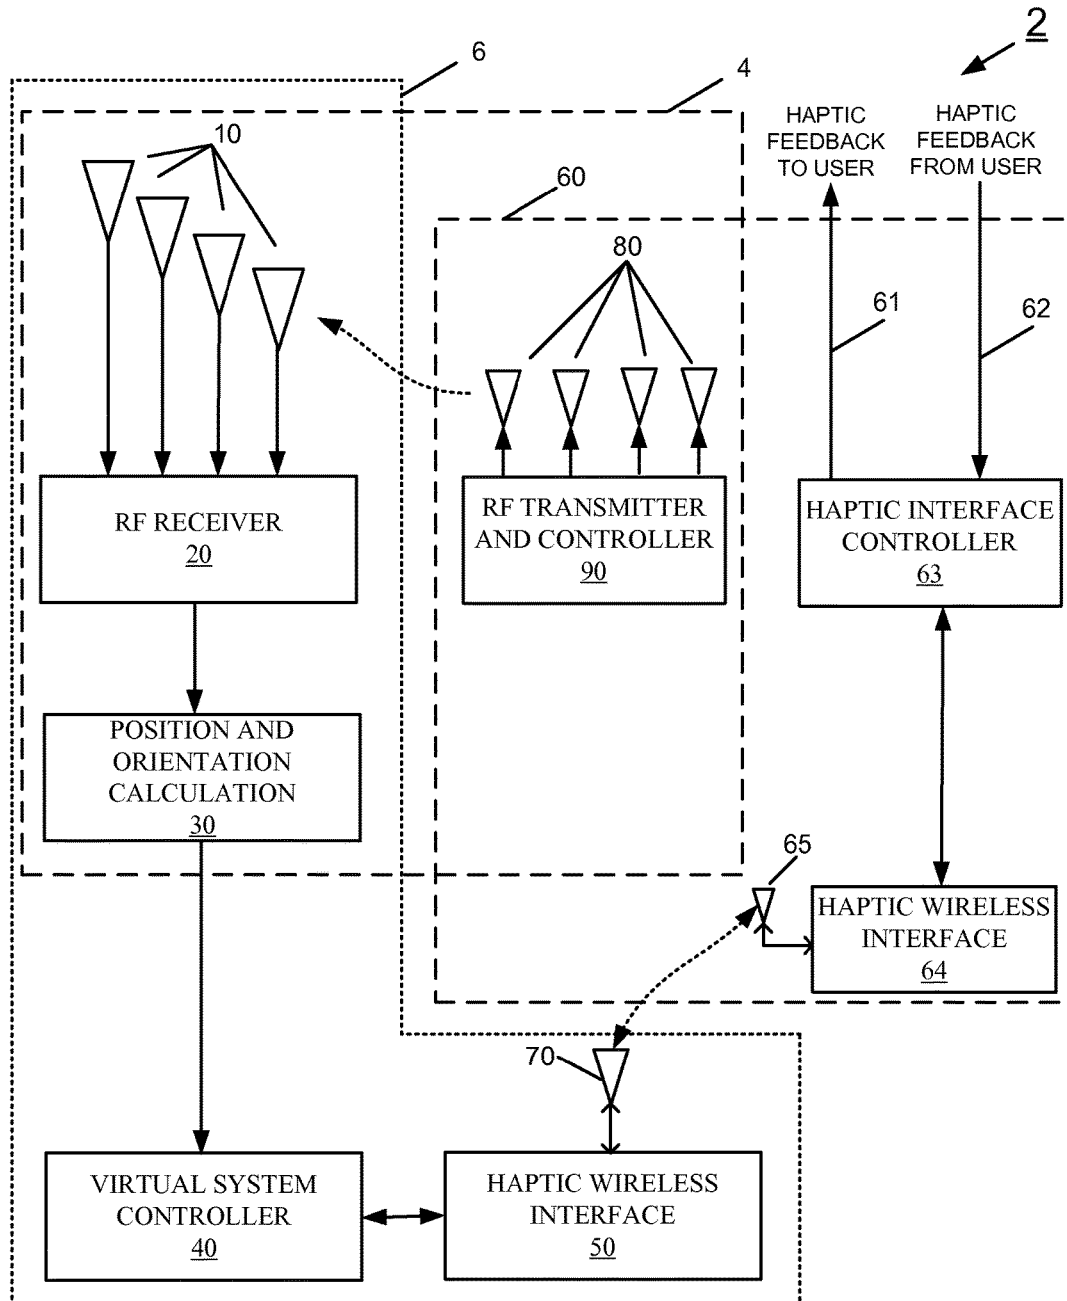 2
6
4
HAPTIC
FEEDBACK
TO USER
HAPTIC
FEEDBACK
FROM USER
10
60
80
61
62
RF RECEIVER
20
RF TRANSMITTER
AND CONTROLLER
90
HAPTIC INTERFACE
CONTROLLER
63
POSITION AND
ORIENTATION
CALCULATION
30
65
HAPTIC WIRELESS
INTERFACE
64
70
VIRTUAL SYSTEM
CONTROLLER
40
HAPTIC WIRELESS
INTERFACE
50